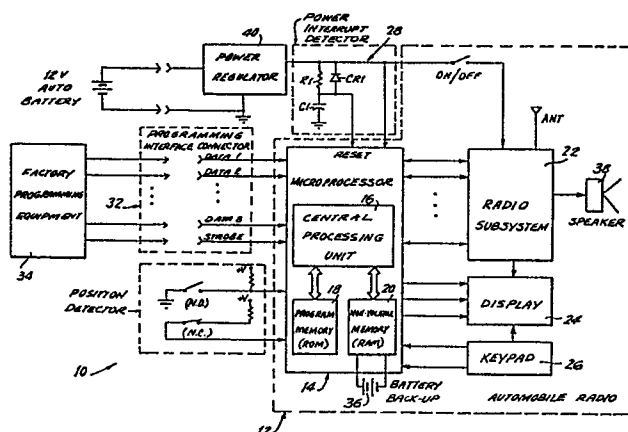 POWER
INTERRUPT
DETECTOR
40
28
POWER
REGULATOR
R1
CR1
C1
ON/OFF
12V
AUTO
BATTERY
ANT
PROGRAMMING
INTERFACE CONNECTOR
DATA 1
DATA 2
DATA 8
STROBE
32
FACTORY
PROGRAMMING
EQUIPMENT
34
RESET
MICROPROCESSOR
16
CENTRAL
PROCESSING
UNIT
22
RADIO
SUBSYSTEM
38
SPEAKER
POSITION
DETECTOR
+V
(N.O.)
+V
(N.C.)
18
PROGRAM
MEMORY
(ROM)
20
NON-VOLATILE
MEMORY
(RAM)
DISPLAY
24
KEYPAD
26
10
14
36
BATTERY
BACK-UP
AUTOMOBILE RADIO
12